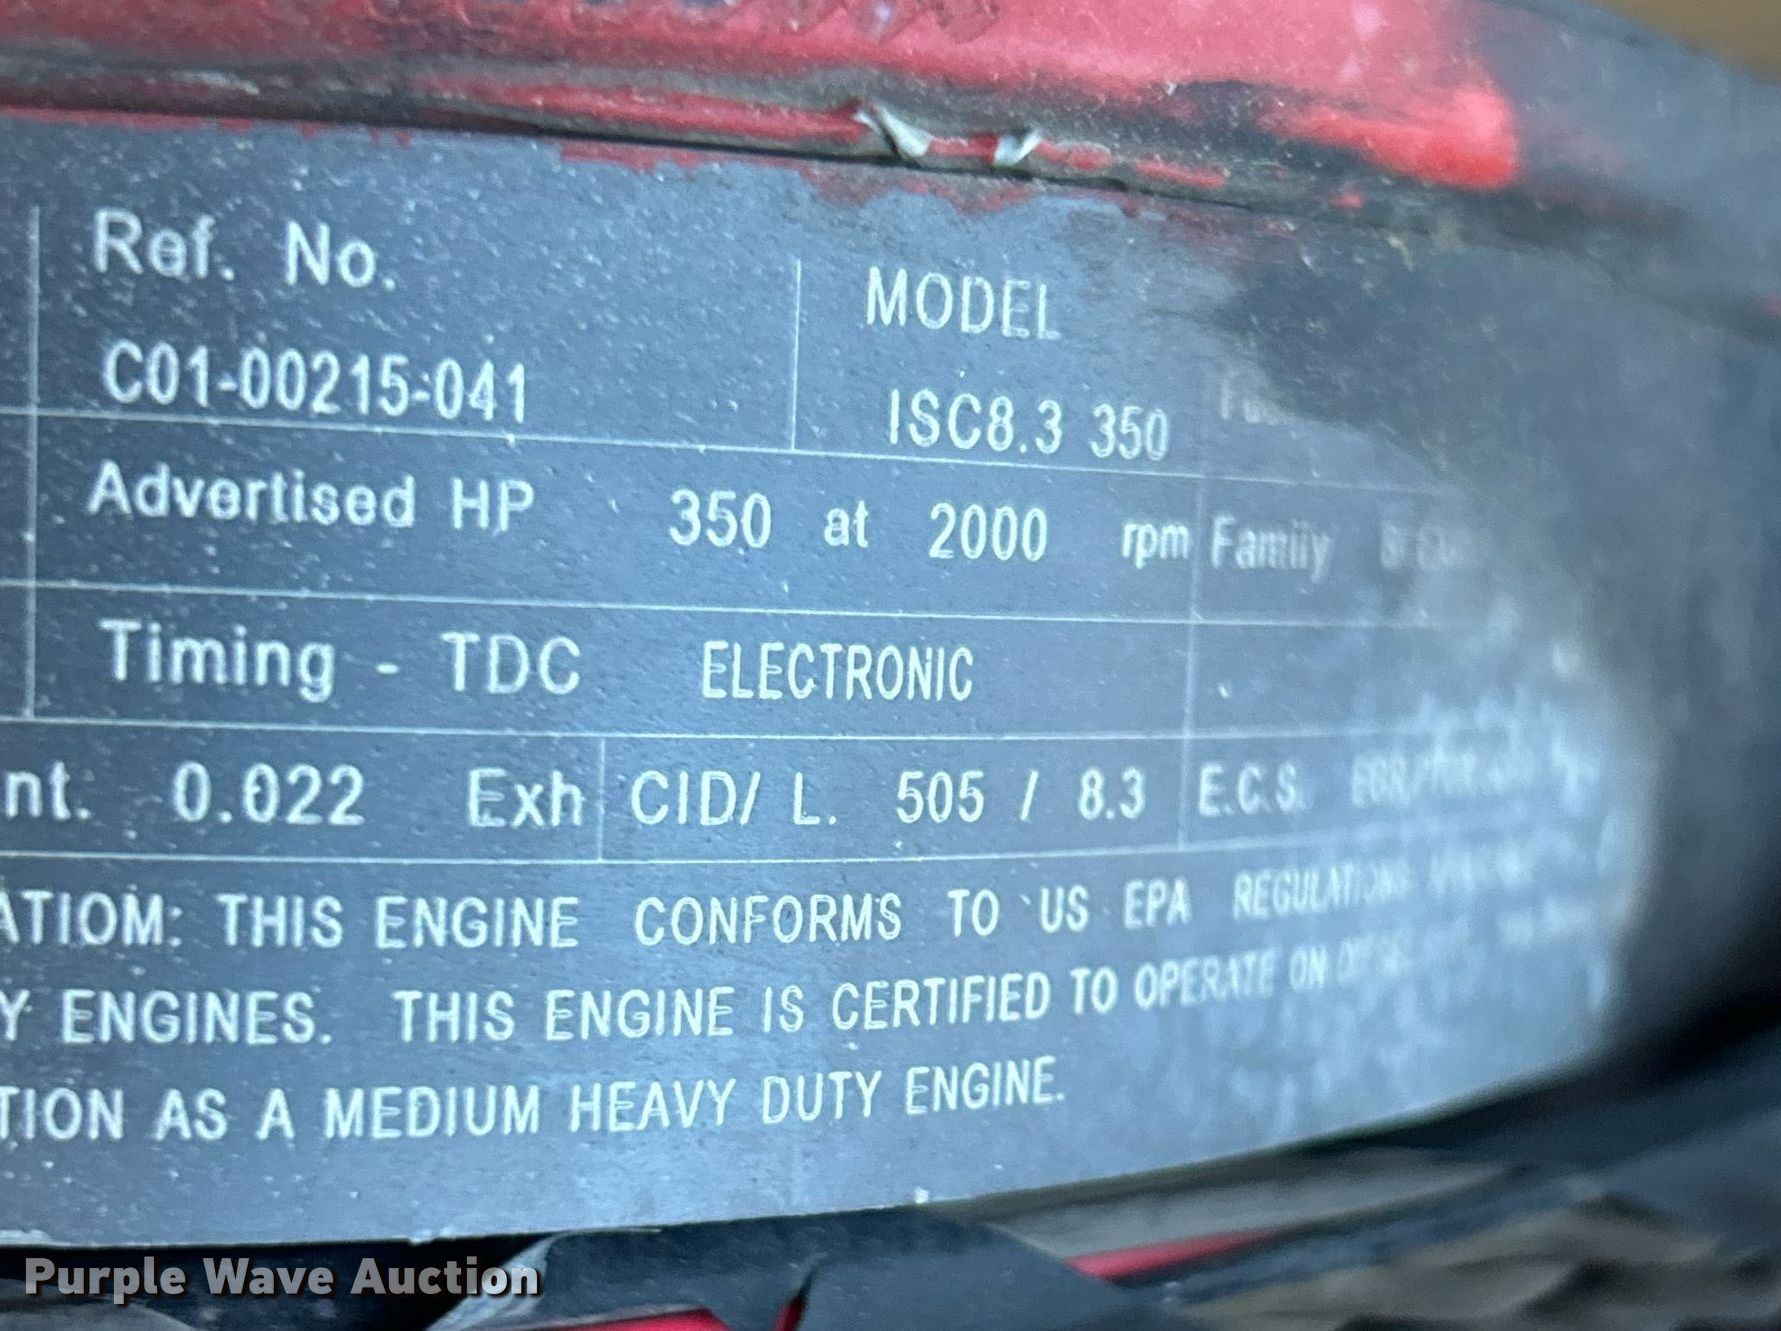 Ref. No.
MODEL
C01-00215-041
ISC8.3 350
Advertised HP 350 at 2000 rpm Family
Timing - TDC ELECTRONIC
nt. 0.022 Exh CID/ L. 505 / 8.3 E.C.S.
ATIOM: THIS ENGINE CONFORMS TO US EPA REGULATIONS
Y ENGINES. THIS ENGINE IS CERTIFIED TO OPERATE ON
TION AS A MEDIUM HEAVY DUTY ENGINE.
Purple Wave Auction